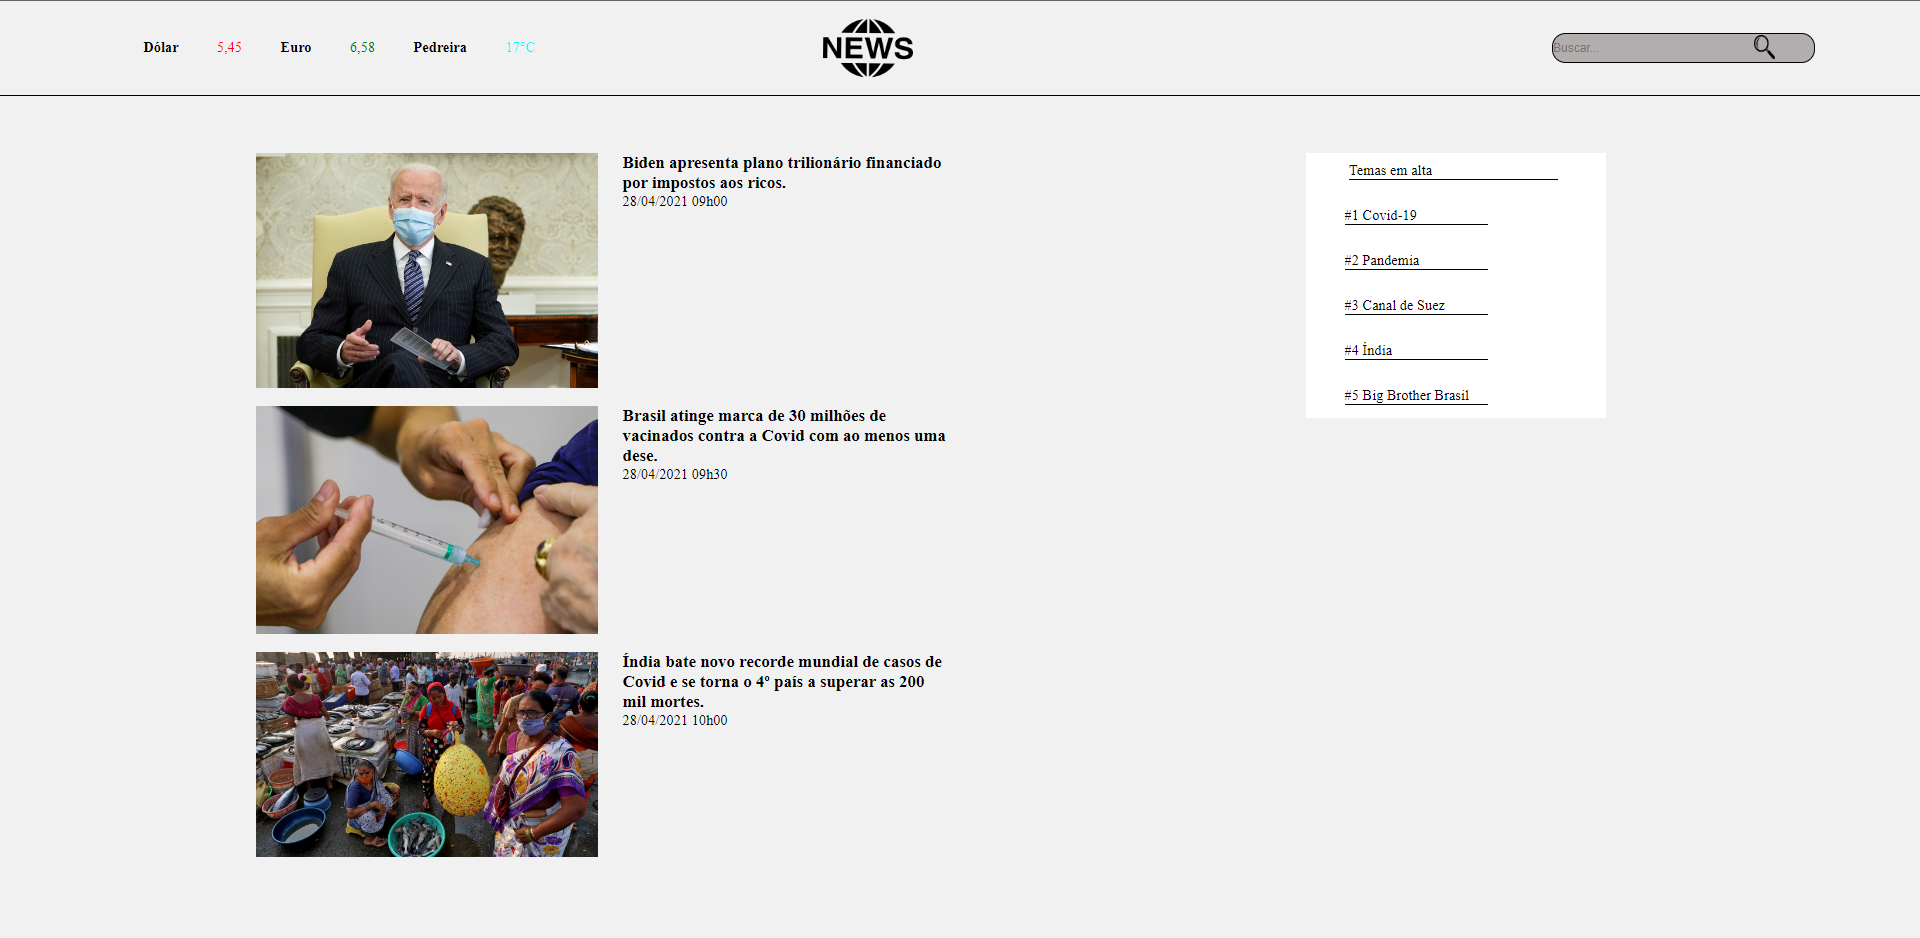 Dólar 5,45 Euro 6,58 Pedreira 17°C
NEWS
Buscar...
Biden apresenta plano trilionário financiado
por impostos aos ricos.
28/04/2021 09h00
Brasil atinge marca de 30 milhões de
vacinados contra a Covid com ao menos uma
dese.
28/04/2021 09h30
Índia bate novo recorde mundial de casos de
Covid e se torna o 4º país a superar as 200
mil mortes.
28/04/2021 10h00
Temas em alta
#1 Covid-19
#2 Pandemia
#3 Canal de Suez
#4 Índia
#5 Big Brother Brasil